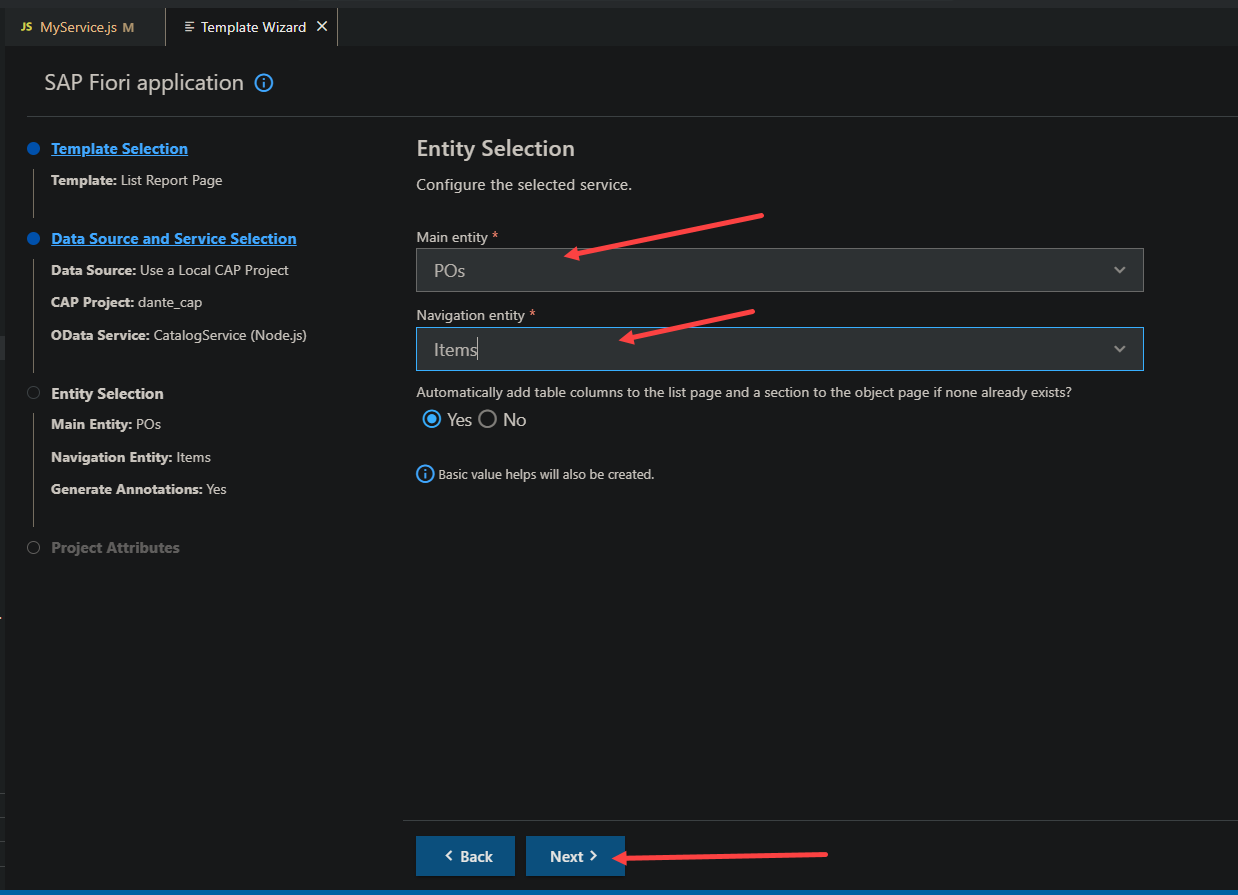 JS MyService.js M
Template Wizard
SAP Fiori application
Template Selection
Template: List Report Page
Data Source and Service Selection
Data Source: Use a Local CAP Project
CAP Project: dante_cap
OData Service: CatalogService (Node.js)
Entity Selection
Main Entity: POs
Navigation Entity: Items
Generate Annotations: Yes
Project Attributes
Entity Selection
Configure the selected service.
Main entity *
POs
Navigation entity *
Items
Automatically add table columns to the list page and a section to the object page if none already exists?
Yes No
Basic value helps will also be created.
Back Next